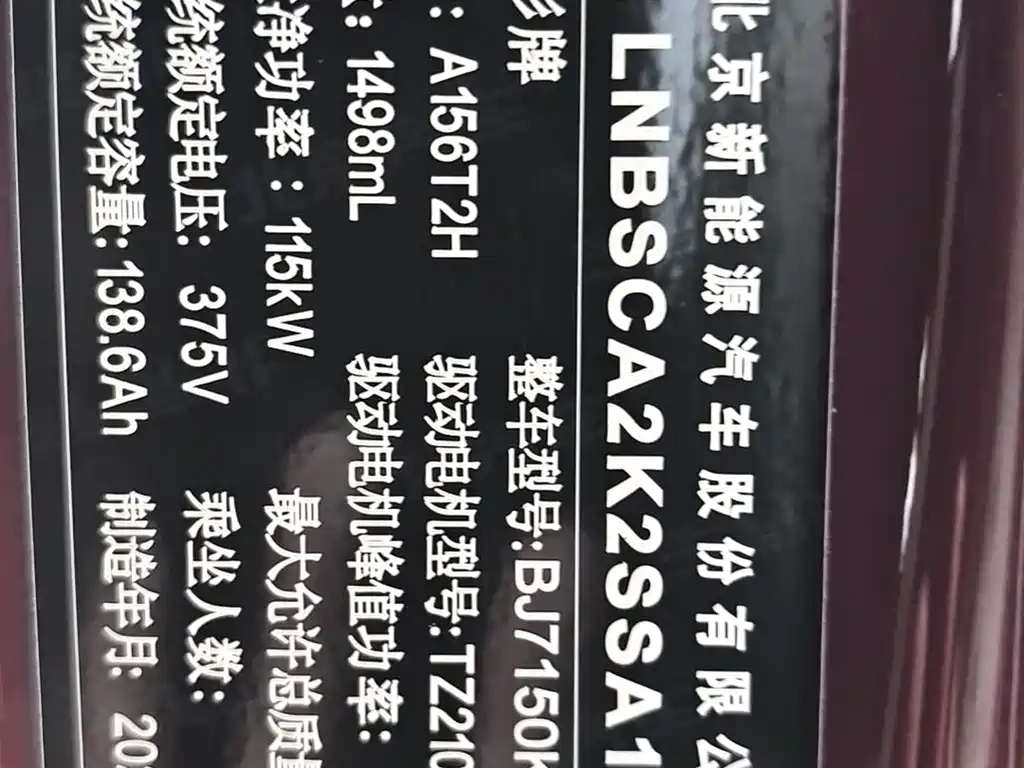 北京新能源汽车股份有限公
LNBSCA2K2SSA1
牌 整车型号: BJ7150
: A156T2H 驱动电机型号: TZ210
: 1498mL 驱动电机峰值功率:
净功率: 115kW 最大允许总质量
统额定电压: 375V 乘坐人数:
统额定容量: 138.6Ah 制造年月: 20